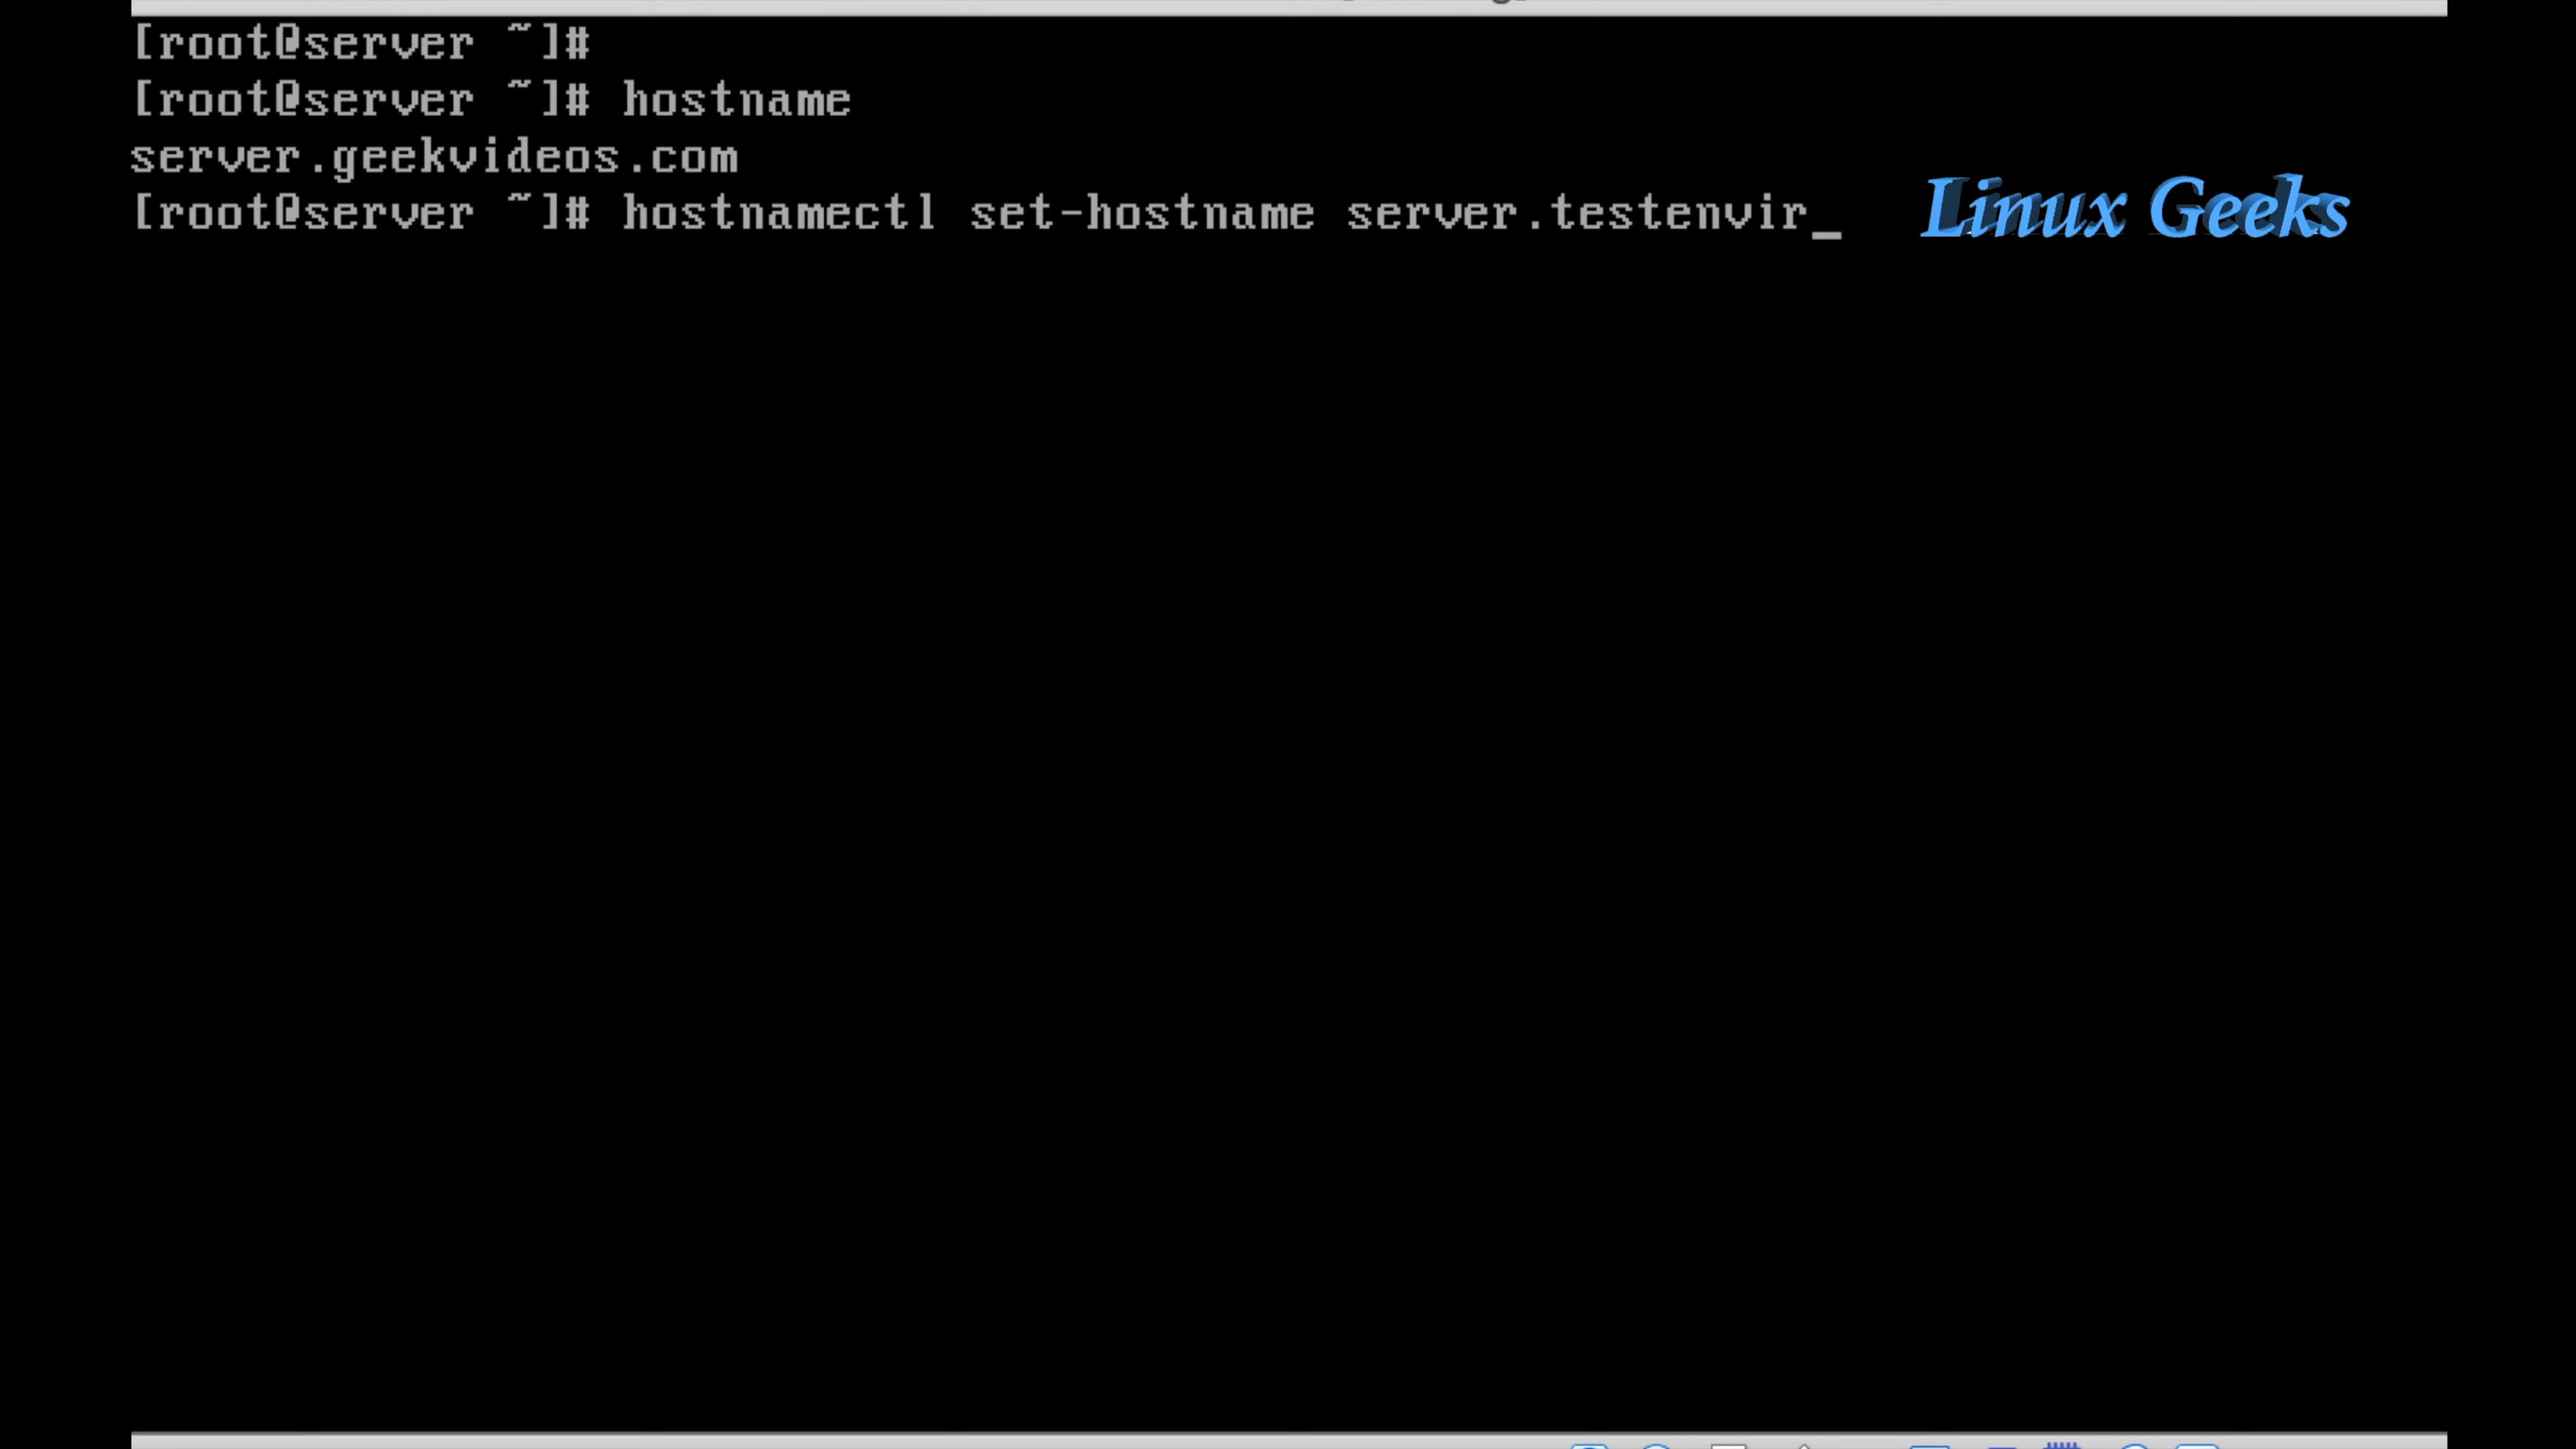 [root@server ~]#
[root@server ~]# hostname
server.geekvideos.com
[root@server ~]# hostnamectl set-hostname server.testenvir_
Linux Geeks